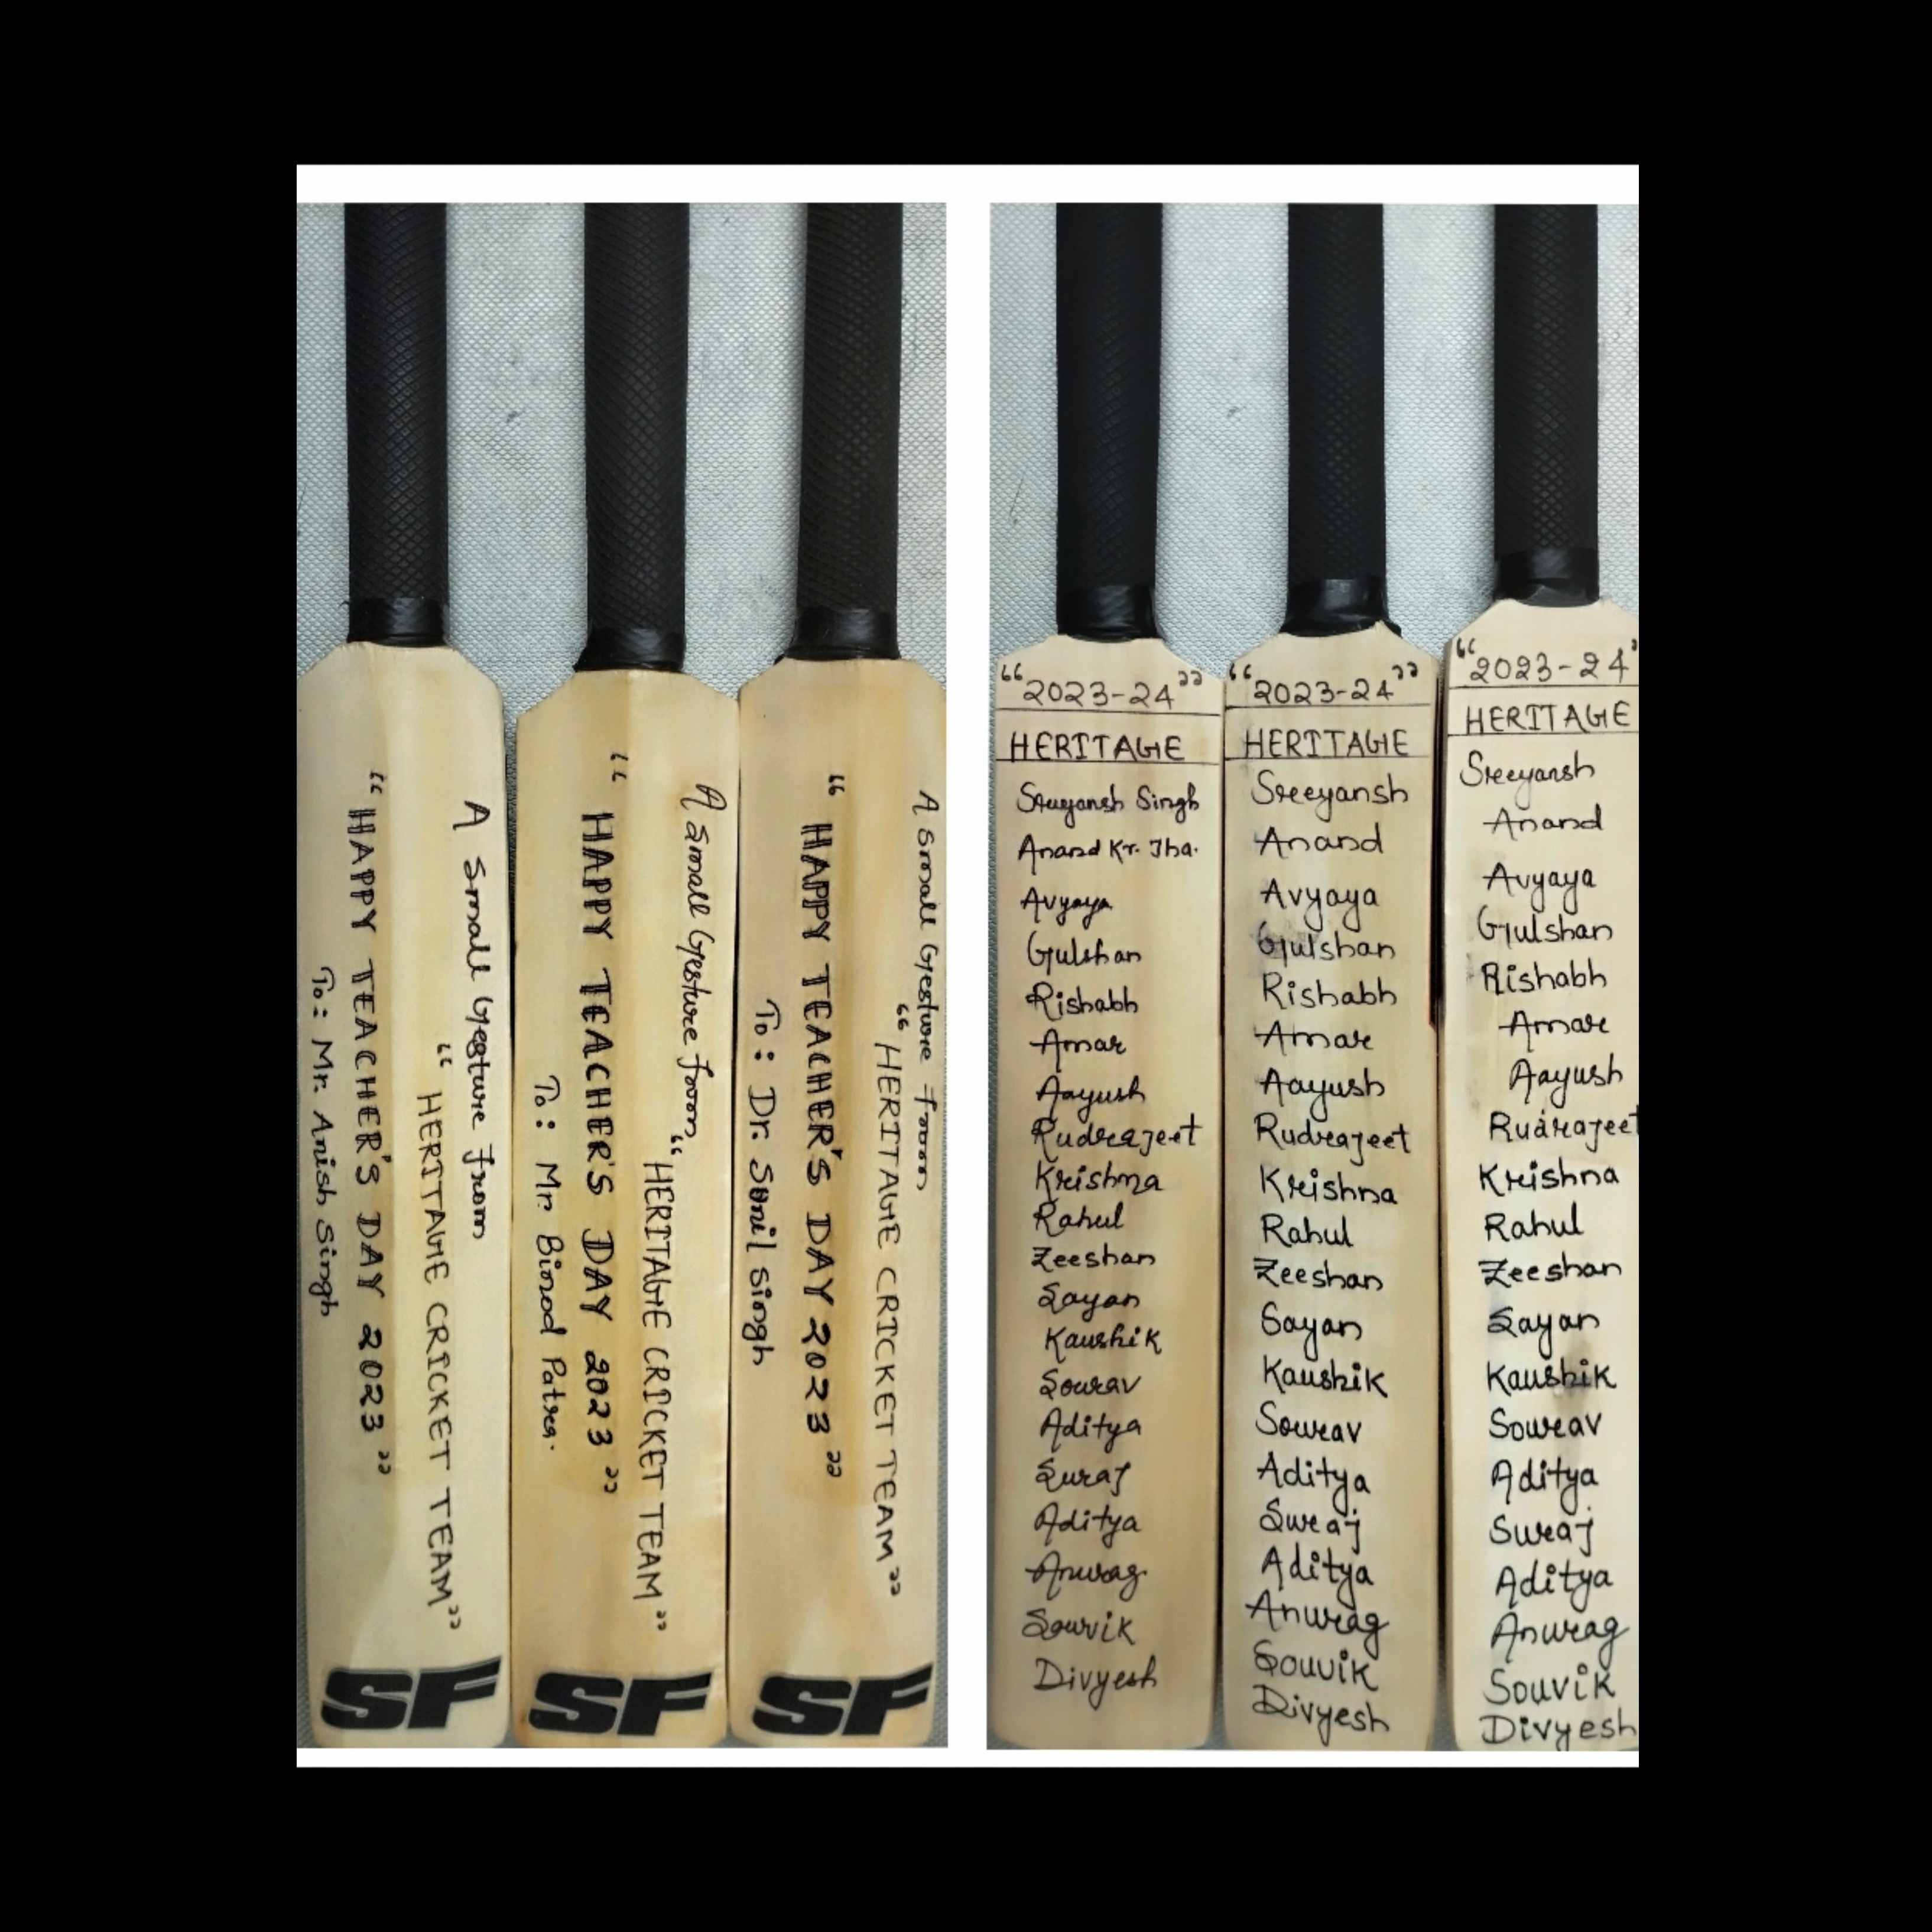 A Small Gesture from
"HERITAGE CRICKET TEAM"
"HAPPY TEACHER'S DAY 2023"
To: Mr. Anish Singh
SF
A Small Gesture from
"HERITAGE CRICKET TEAM"
"HAPPY TEACHER'S DAY 2023"
To: Mr. Binod Patra.
SF
A Small Gesture from
"HERITAGE CRICKET TEAM"
"HAPPY TEACHER'S DAY 2023"
To: Dr. Sunil Singh
SF
"2023-24"
HERITAGE
Sreeyansh Singh
Anand Kr. Jha.
Avyaya
Gulshan
Rishabh
Amar
Aayush
Rudrajeet
Krishna
Rahul
Zeeshan
Sayan
Kaushik
Sourav
Aditya
Suraj
Aditya
Anurag
Souvik
Divyesh
"2023-24"
HERITAGE
Sreeyansh
Anand
Avyaya
Gulshan
Rishabh
Amar
Aayush
Rudrajeet
Krishna
Rahul
Zeeshan
Sayan
Kaushik
Sourav
Aditya
Suraj
Aditya
Anurag
Souvik
Divyesh
"2023-24"
HERITAGE
Sreeyansh
Anand
Avyaya
Gulshan
Rishabh
Amar
Aayush
Rudrajeet
Krishna
Rahul
Zeeshan
Sayan
Kaushik
Sourav
Aditya
Suraj
Aditya
Anurag
Souvik
Divyesh